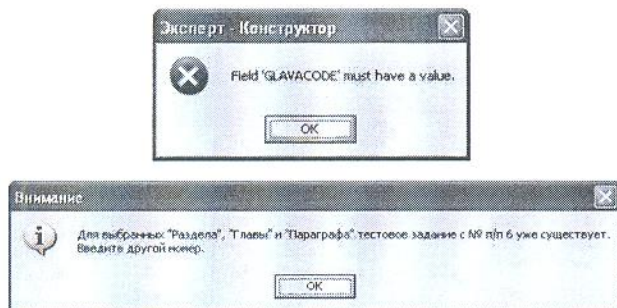 Эксперт - Конструктор
Field 'GLAVACODE' must have a value.
OK
Внимание
Для выбранных "Раздела", "Главы" и "Параграфа" тестовое задание с № п/п 6 уже существует.
Введите другой номер.
OK